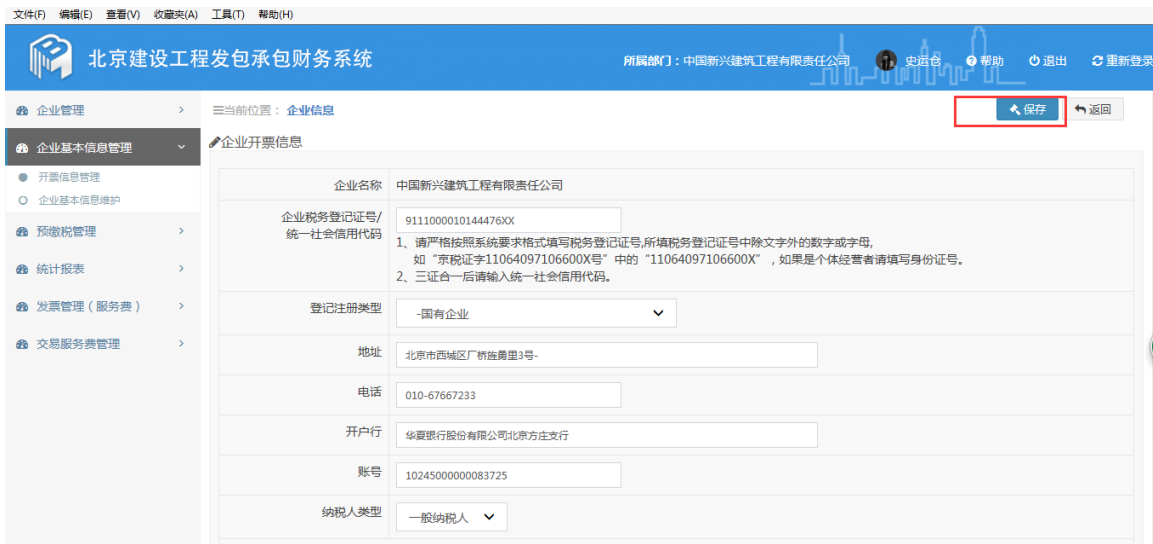 文件(F) 编辑(E) 查看(V) 收藏夹(A) 工具(T) 帮助(H)
北京建设工程发包承包财务系统
所属部门：中国新兴建筑工程有限责任公司 史运仓 帮助 退出 重新登录
企业管理
企业基本信息管理
开票信息管理
企业基本信息维护
预缴税管理
统计报表
发票管理（服务费）
交易服务费管理
当前位置： 企业信息
保存 返回
企业开票信息
企业名称 中国新兴建筑工程有限责任公司
企业税务登记证号/
统一社会信用代码
9111000010144476XX
1、请严格按照系统要求格式填写税务登记证号,所填税务登记证号中除文字外的数字或字母,
如“京税证字11064097106600X号”中的“11064097106600X”，如果是个体经营者请填写身份证号。
2、三证合一后请输入统一社会信用代码。
登记注册类型 -国有企业
地址 北京市西城区厂桥旌勇里3号-
电话 010-67667233
开户行 华夏银行股份有限公司北京方庄支行
账号 10245000000083725
纳税人类型 一般纳税人